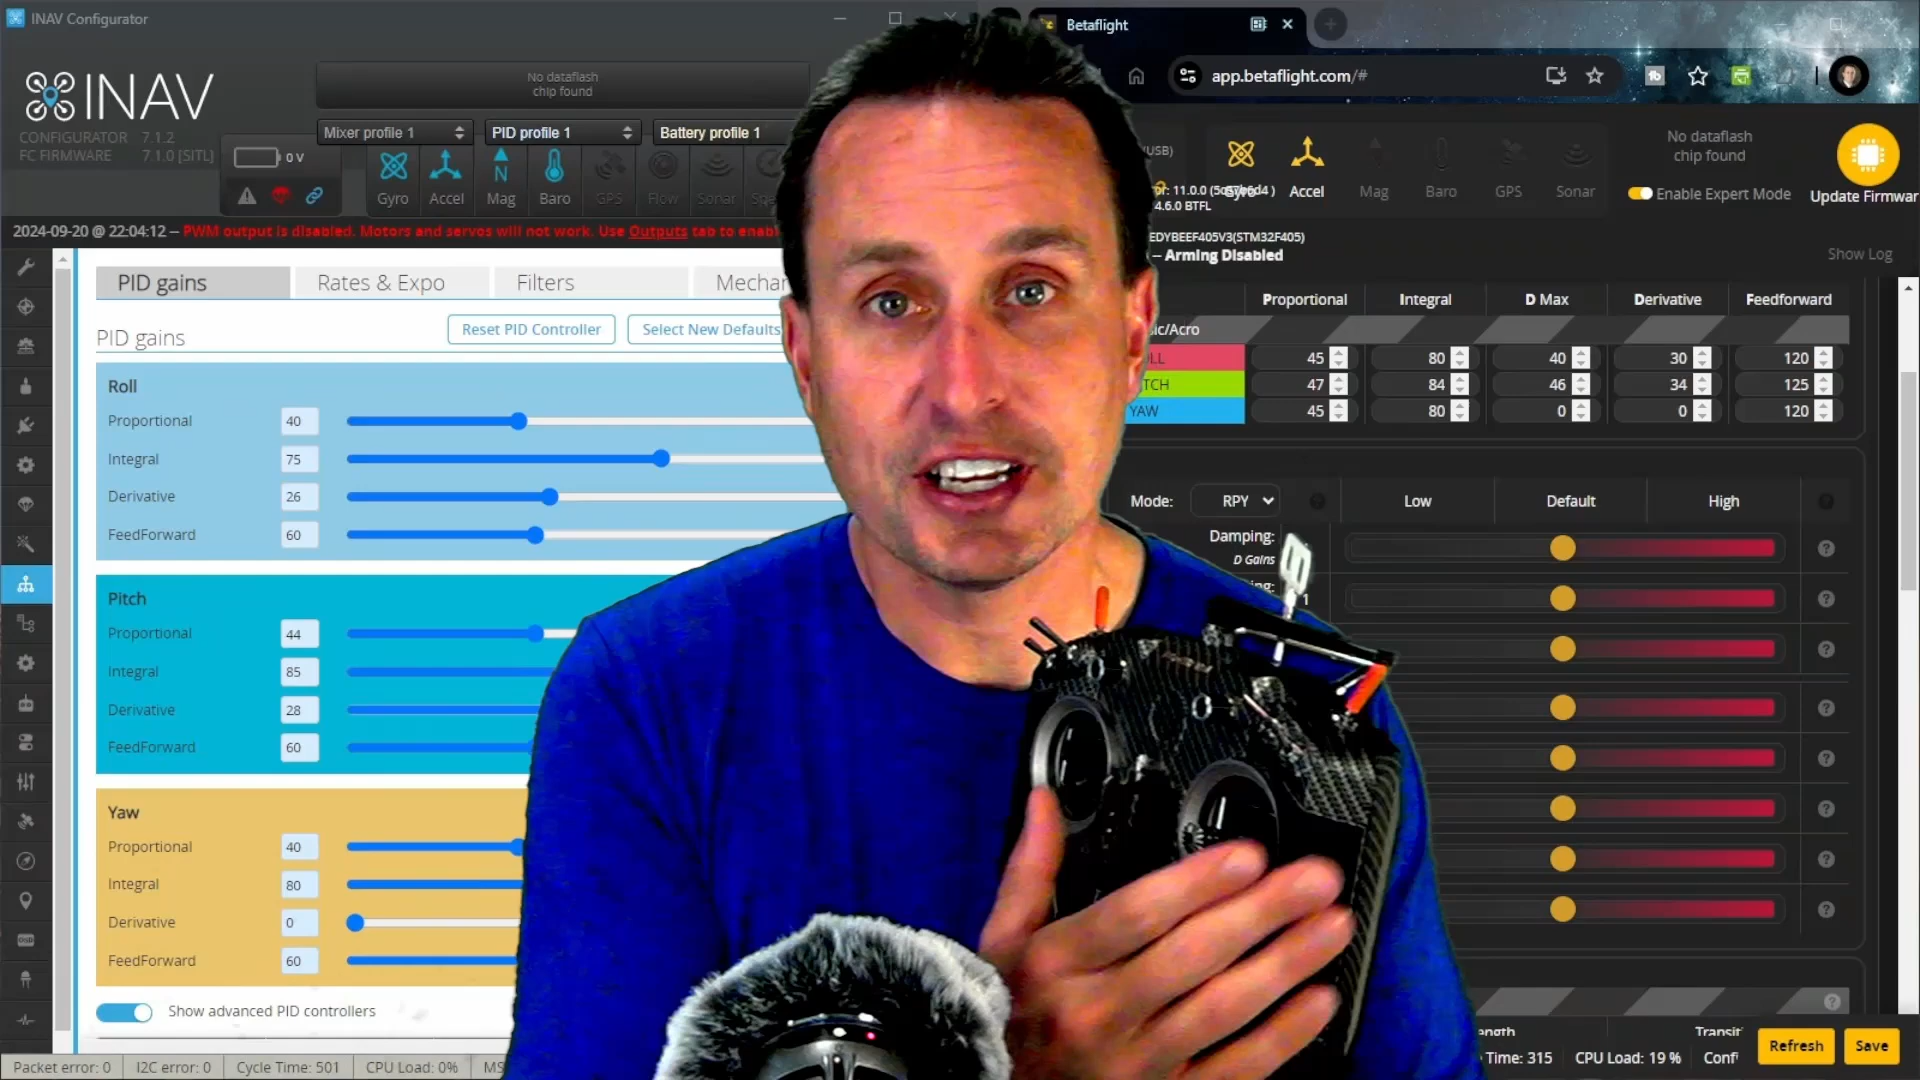 INAV Configurator
No dataflash
chip found
INAV
CONFIGURATOR 7.1.2
FC FIRMWARE 7.1.0 [SITL]
Mixer profile 1
PID profile 1
Battery profile 1
0 V
Gyro
Accel
Mag
Baro
GPS
Flow
Sonar
2024-09-20 @ 22:04:12 -- PWM output is disabled. Motors and servos will not work. Use Outputs tab to
PID gains
Rates & Expo
Filters
PID gains
Reset PID Controller
Select New Defaults
Roll
Proportional 40
Integral 75
Derivative 26
FeedForward 60
Pitch
Proportional 44
Integral 85
Derivative 28
FeedForward 60
Yaw
Proportional 40
Integral 80
Derivative 0
FeedForward 60
Show advanced PID controllers
Packet error: 0
I2C error: 0
Cycle Time: 501
CPU Load: 0%
Betaflight
app.betaflight.com/#
No dataflash
chip found
Accel
Mag
Baro
GPS
Sonar
Enable Expert Mode
Update Firmwar
4.6.0 BTFL
EDYBEEF405V3(STM32F405)
-- Arming Disabled
Show Log
Proportional Integral D Max Derivative Feedforward
ic/Acro
45 80 40 30 120
47 84 46 34 125
YAW 45 80 0 0 120
Mode: RPY Low Default High
Damping:
D Gains
Time: 315
CPU Load: 19 %
Refresh
Save